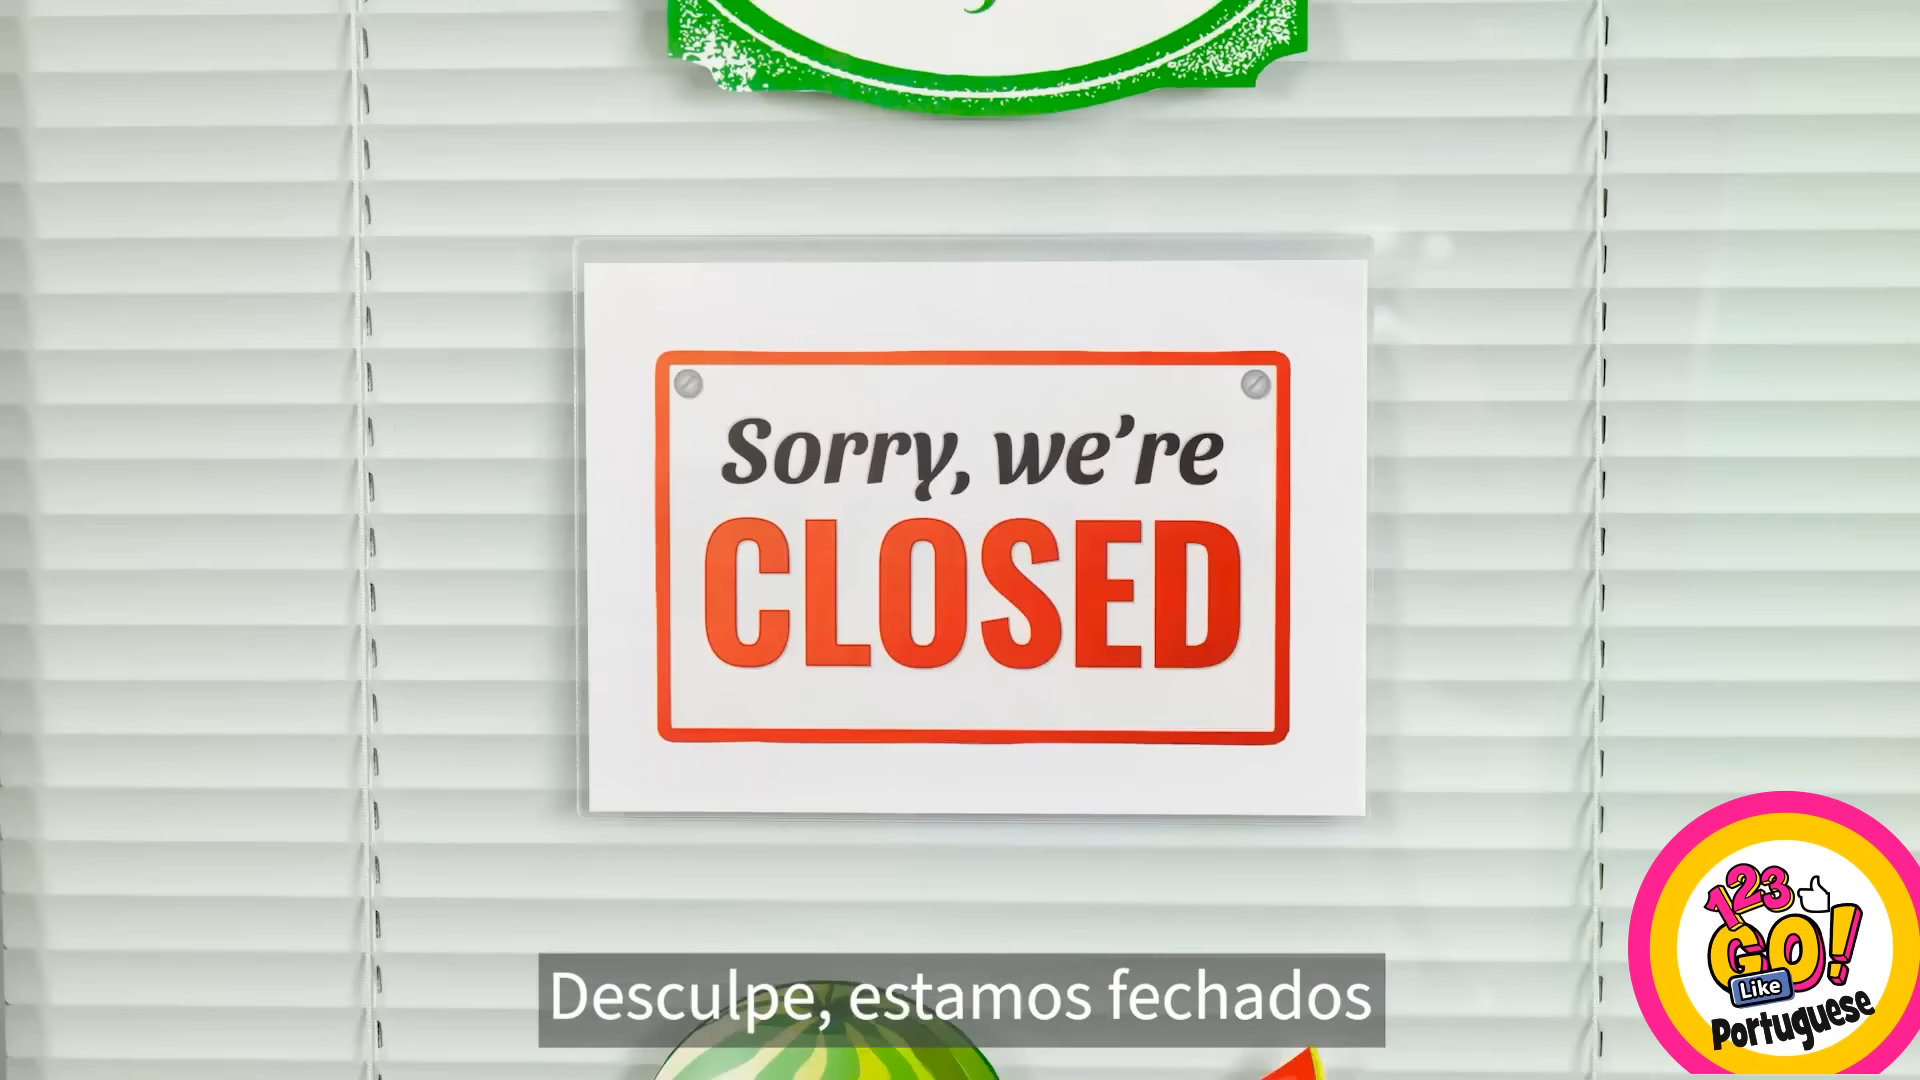 Sorry, we're
CLOSED
Desculpe, estamos fechados
123
GO!
Like
Portuguese